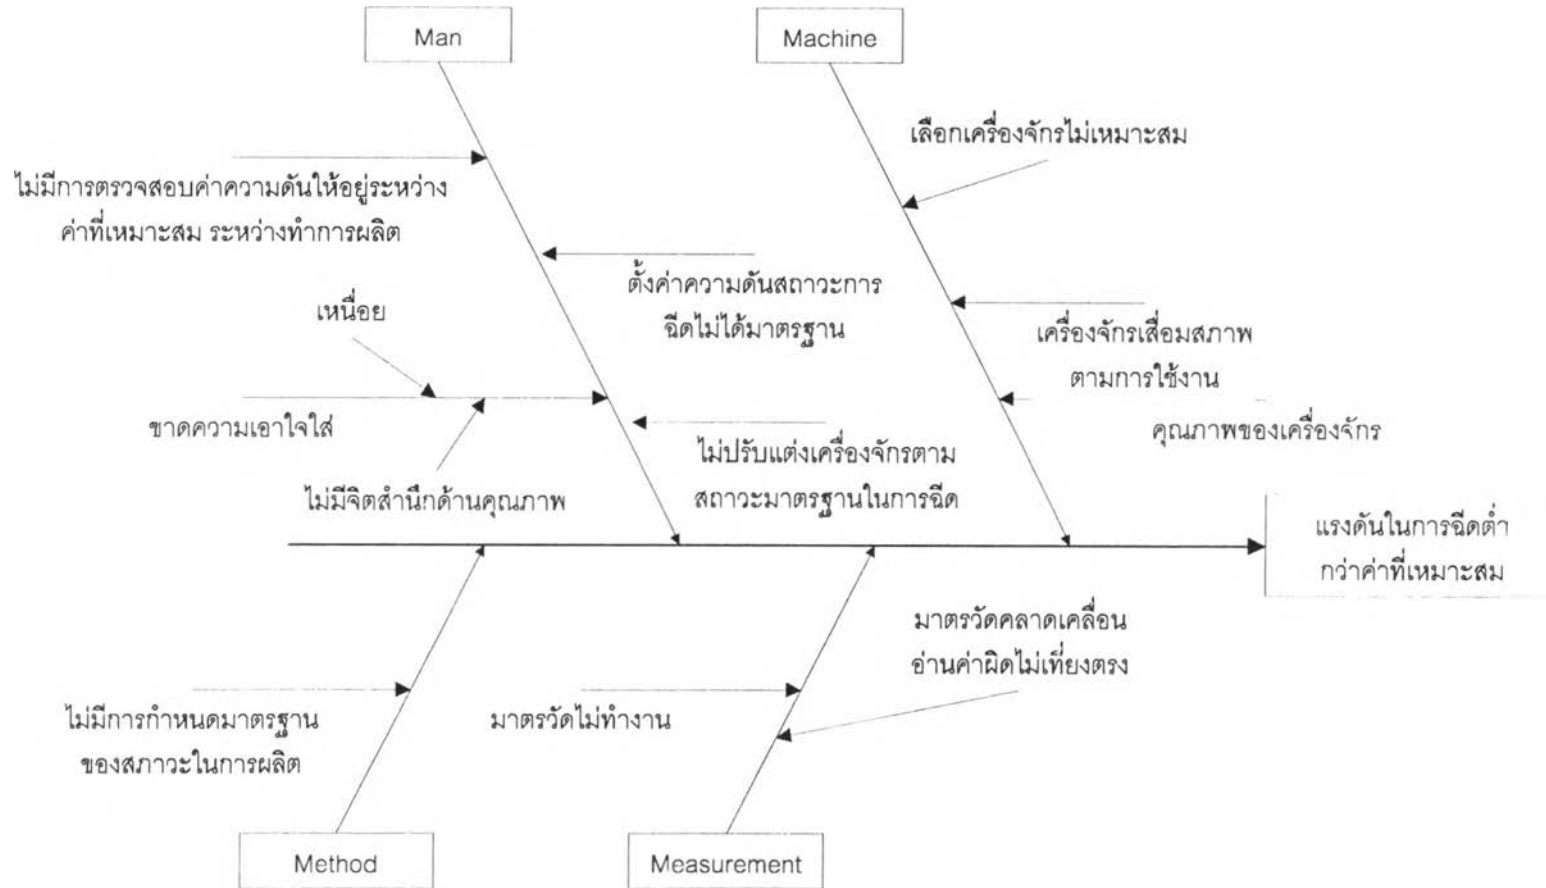 Man
Machine
เลือกเครื่องจักรไม่เหมาะสม
ไม่มีการตรวจสอบค่าความดันให้อยู่ระหว่าง
ค่าที่เหมาะสม ระหว่างทำการผลิต
ตั้งค่าความดันสถาวะการ
ฉีดไม่ได้มาตรฐาน
เหนื่อย
เครื่องจักรเสื่อมสภาพ
ตามการใช้งาน
ขาดความเอาใจใส่
คุณภาพของเครื่องจักร
ไม่ปรับแต่งเครื่องจักรตาม
สถาวะมาตรฐานในการฉีด
ไม่มีจิตสำนึกด้านคุณภาพ
แรงดันในการฉีดต่ำ
กว่าค่าที่เหมาะสม
มาตรวัดคลาดเคลื่อน
อ่านค่าผิดไม่เที่ยงตรง
ไม่มีการกำหนดมาตรฐาน
ของสภาวะในการผลิต
มาตรวัดไม่ทำงาน
Method
Measurement